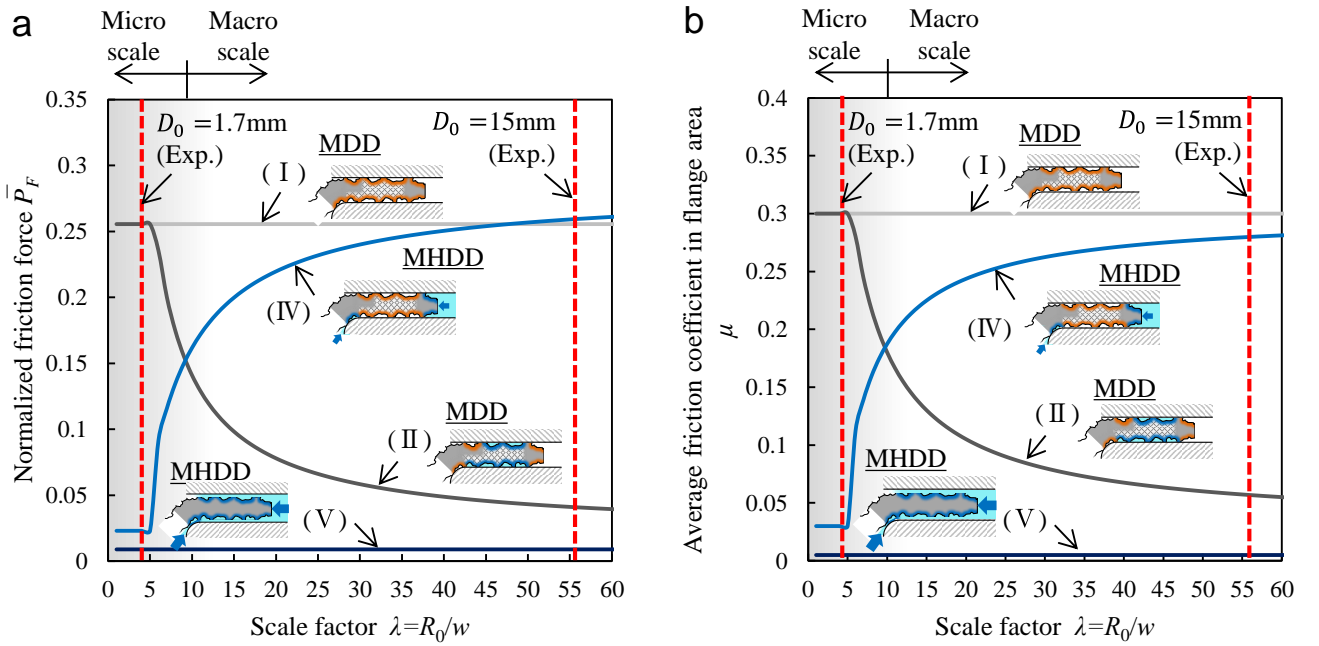 a
Micro scale
Macro scale
0.35
0.3
0.25
0.2
0.15
0.1
0.05
0
Normalized friction force P̅_F
D₀ =1.7mm
(Exp.)
D₀ =15mm
(Exp.)
MDD
(I)
MHDD
(IV)
MDD
(II)
MHDD
(V)
0 5 10 15 20 25 30 35 40 45 50 55 60
Scale factor λ=R₀/w
b
Micro scale
Macro scale
0.4
0.35
0.3
0.25
0.2
0.15
0.1
0.05
0
Average friction coefficient in flange area
μ
D₀ =1.7mm
(Exp.)
D₀ =15mm
(Exp.)
MDD
(I)
MHDD
(IV)
MDD
(II)
MHDD
(V)
0 5 10 15 20 25 30 35 40 45 50 55 60
Scale factor λ=R₀/w